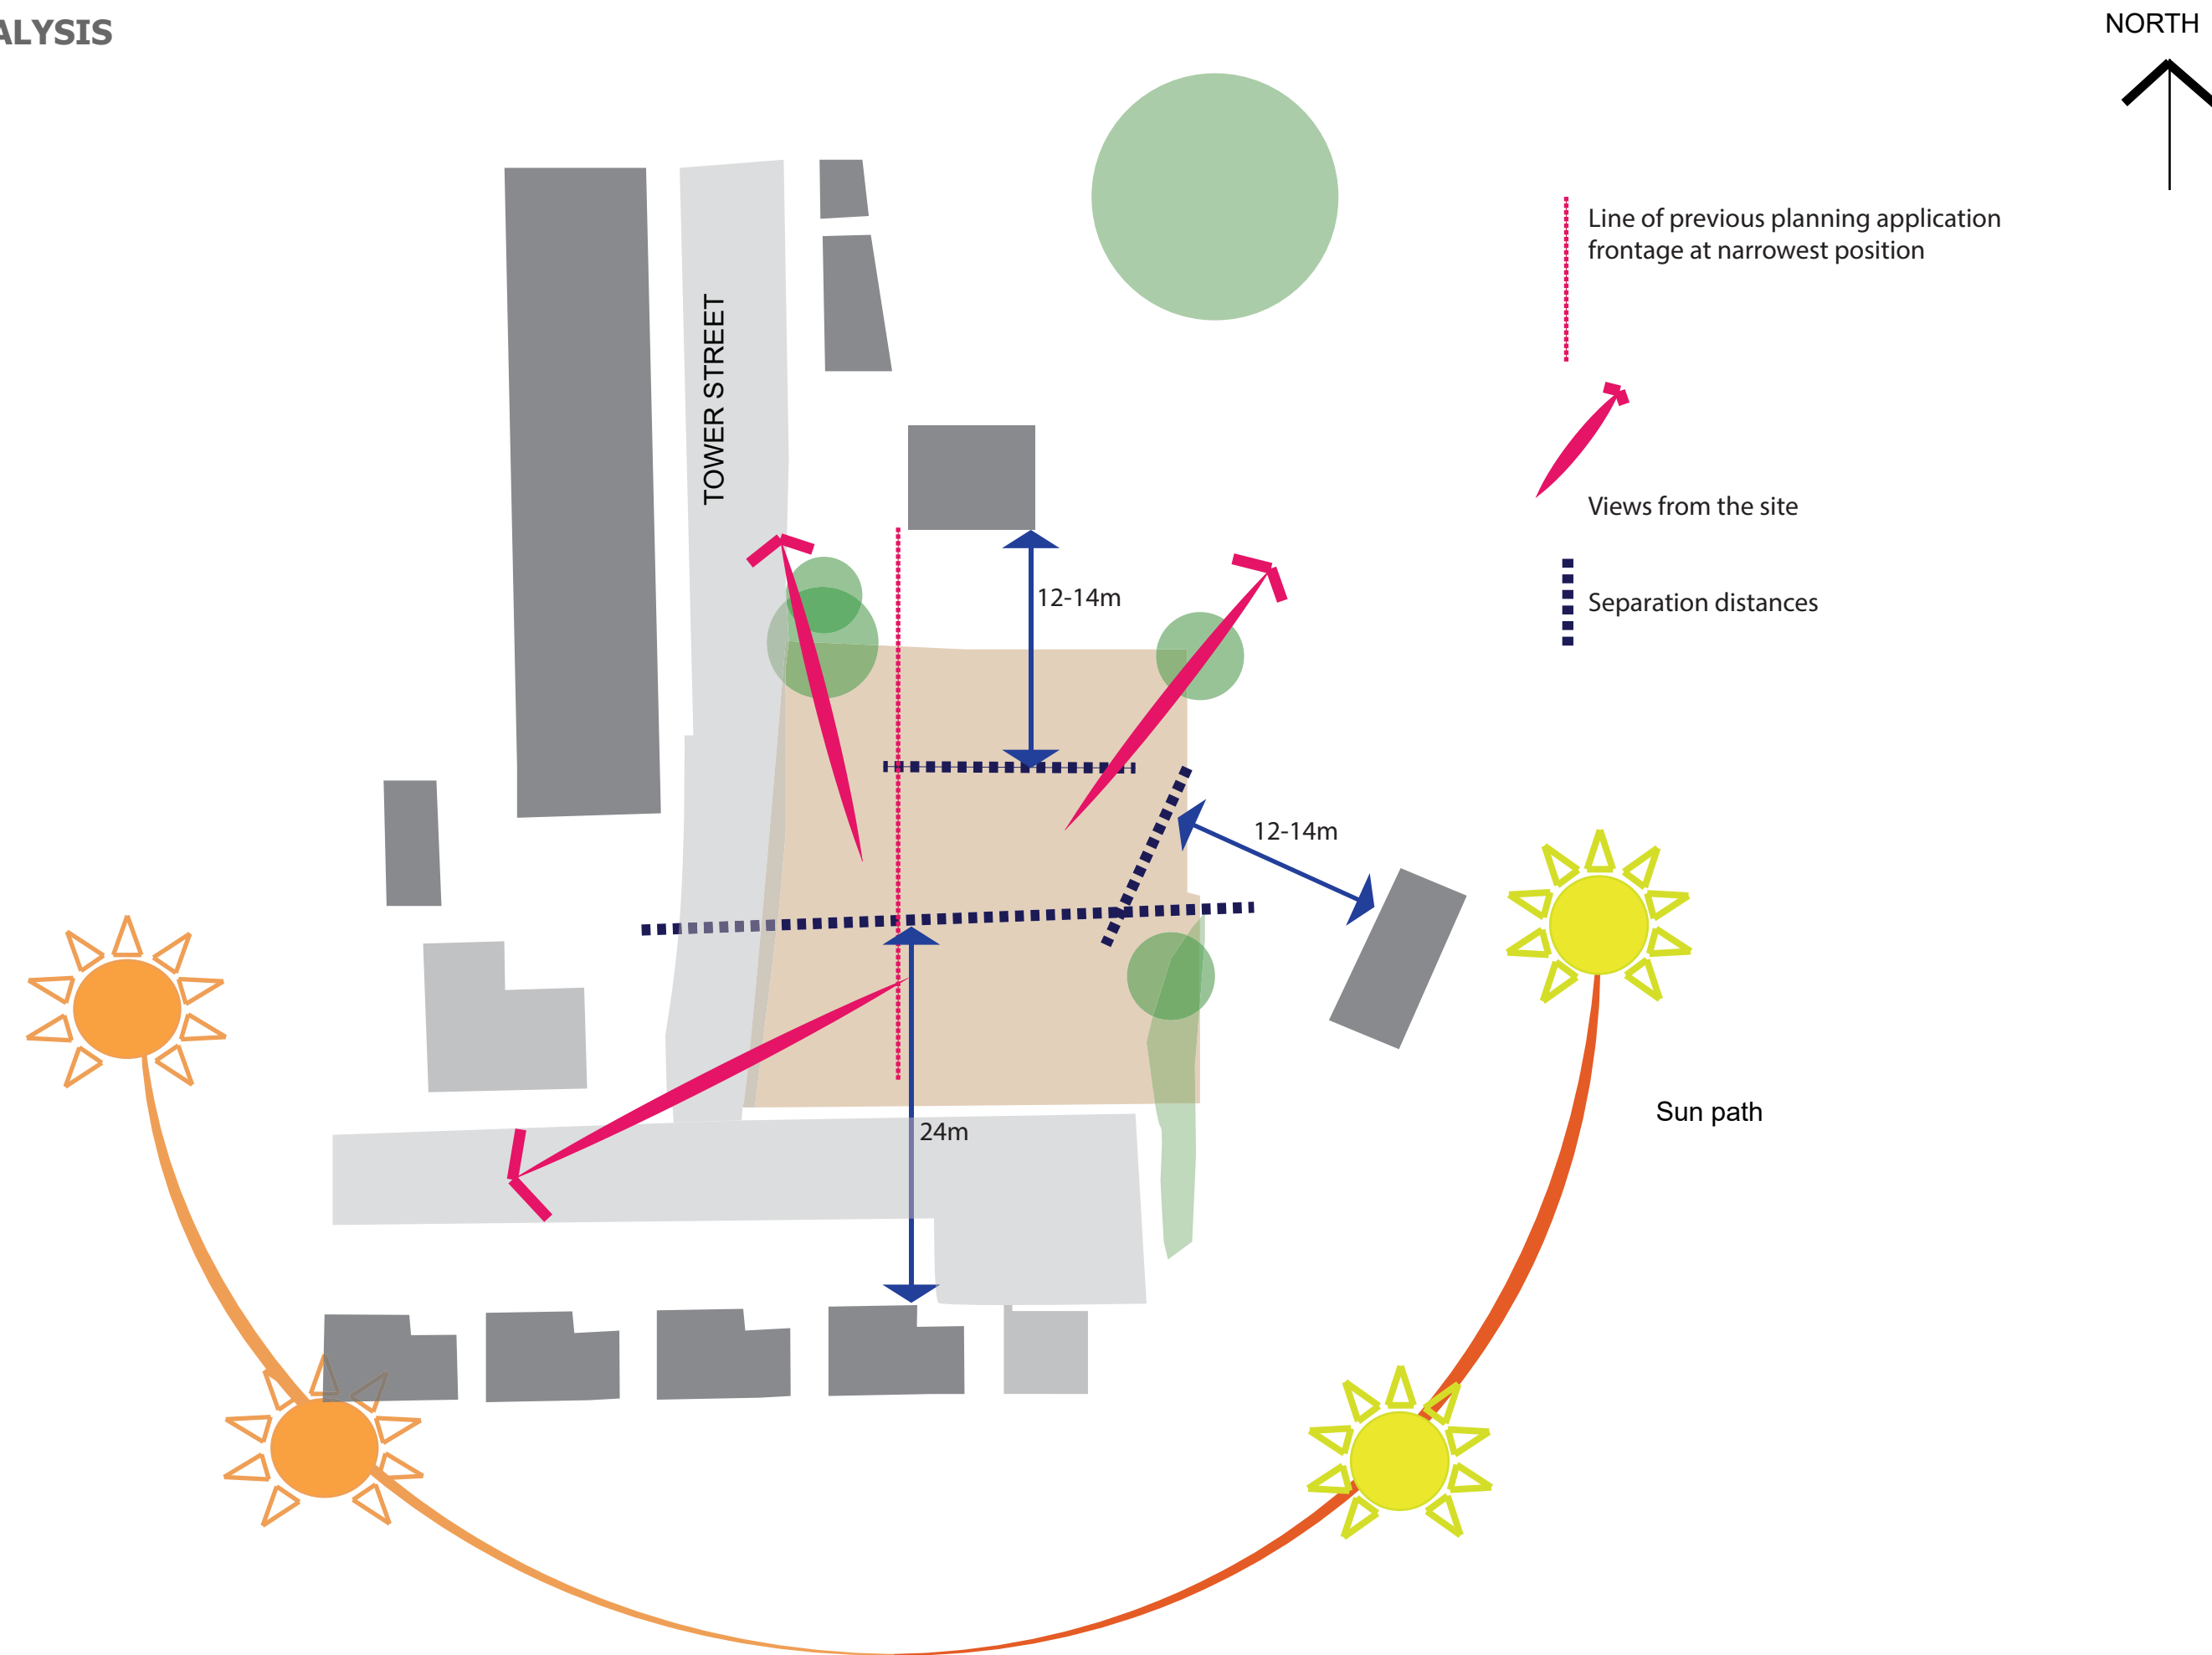 ALYSIS
NORTH
Line of previous planning application
frontage at narrowest position
TOWER STREET
Views from the site
12-14m
Separation distances
12-14m
Sun path
24m